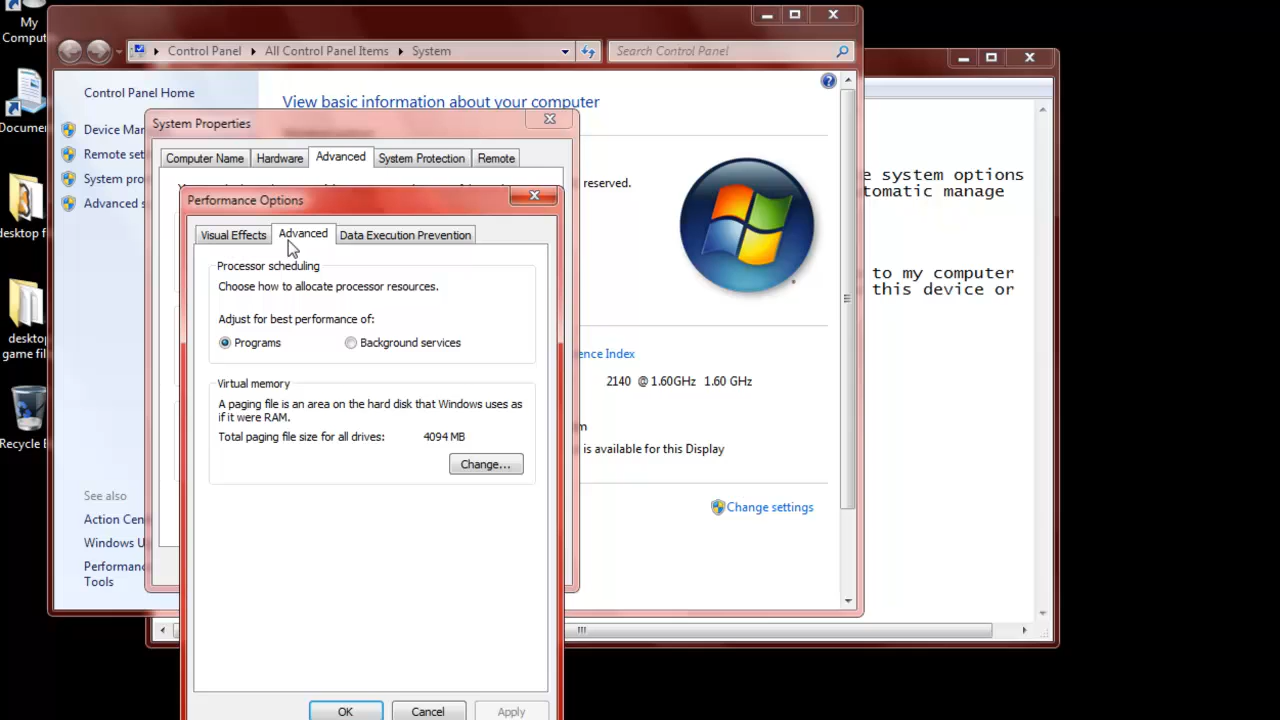 My
Compu
Docume
desktop f
deskto
game fil
Recycle B
Control Panel
All Control Panel Items
System
Search Control Panel
Control Panel Home
Device Ma
Remote set
System pro
Advanced s
View basic information about your computer
reserved.
ence Index
2140 @ 1.60GHz 1.60 GHz
m
is available for this Display
Change settings
See also
Action Cen
Windows U
Performan
Tools
System Properties
Computer Name
Hardware
Advanced
System Protection
Remote
Performance Options
Visual Effects
Advanced
Data Execution Prevention
Processor scheduling
Choose how to allocate processor resources.
Adjust for best performance of:
Programs
Background services
Virtual memory
A paging file is an area on the hard disk that Windows uses as
if it were RAM.
Total paging file size for all drives: 4094 MB
Change...
OK
Cancel
Apply
e system options
tomatic manage
to my computer
this device or